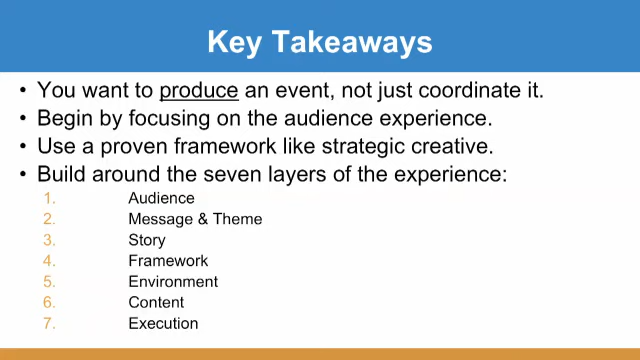 Key Takeaways
• You want to produce an event, not just coordinate it.
• Begin by focusing on the audience experience.
• Use a proven framework like strategic creative.
• Build around the seven layers of the experience:
1. Audience
2. Message & Theme
3. Story
4. Framework
5. Environment
6. Content
7. Execution